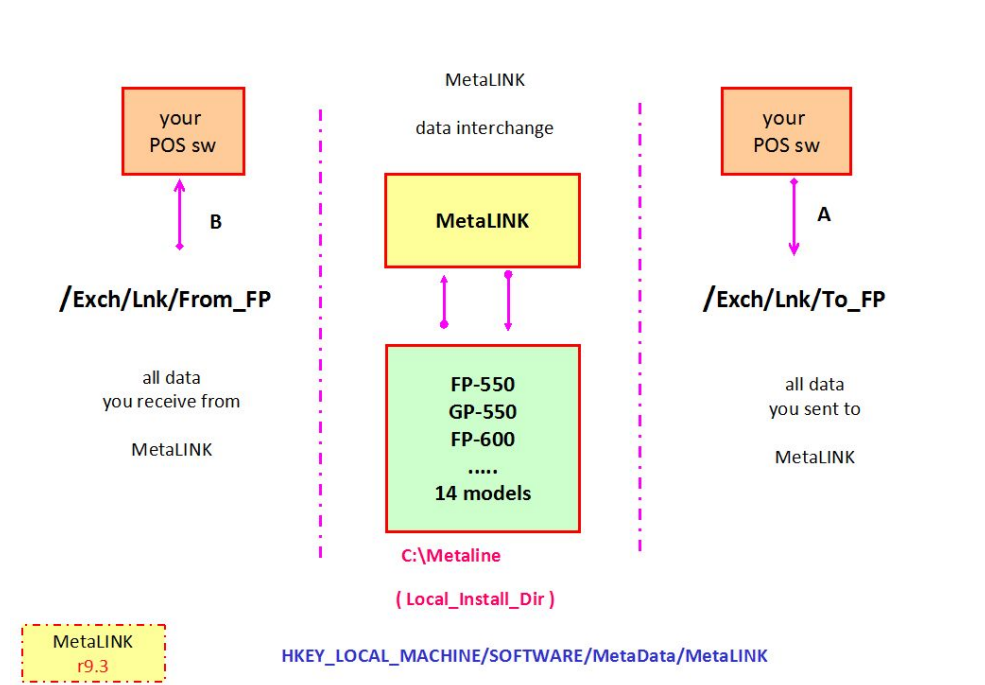 MetaLINK
data interchange
your
POS sw
B
/Exch/Lnk/From_FP
all data
you receive from
MetaLINK
MetaLINK
FP-550
GP-550
FP-600
.....
14 models
C:\Metaline
( Local_Install_Dir )
your
POS sw
A
/Exch/Lnk/To_FP
all data
you sent to
MetaLINK
MetaLINK
r9.3
HKEY_LOCAL_MACHINE/SOFTWARE/MetaData/MetaLINK